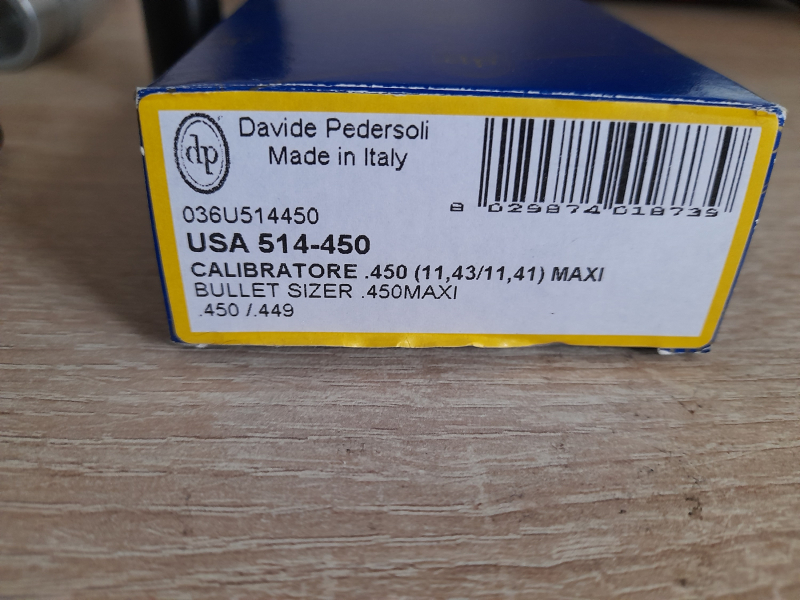 dp
Davide Pedersoli
Made in Italy
8 029874 018739
036U514450
USA 514-450
CALIBRATORE .450 (11,43/11,41) MAXI
BULLET SIZER .450MAXI
.450 /.449